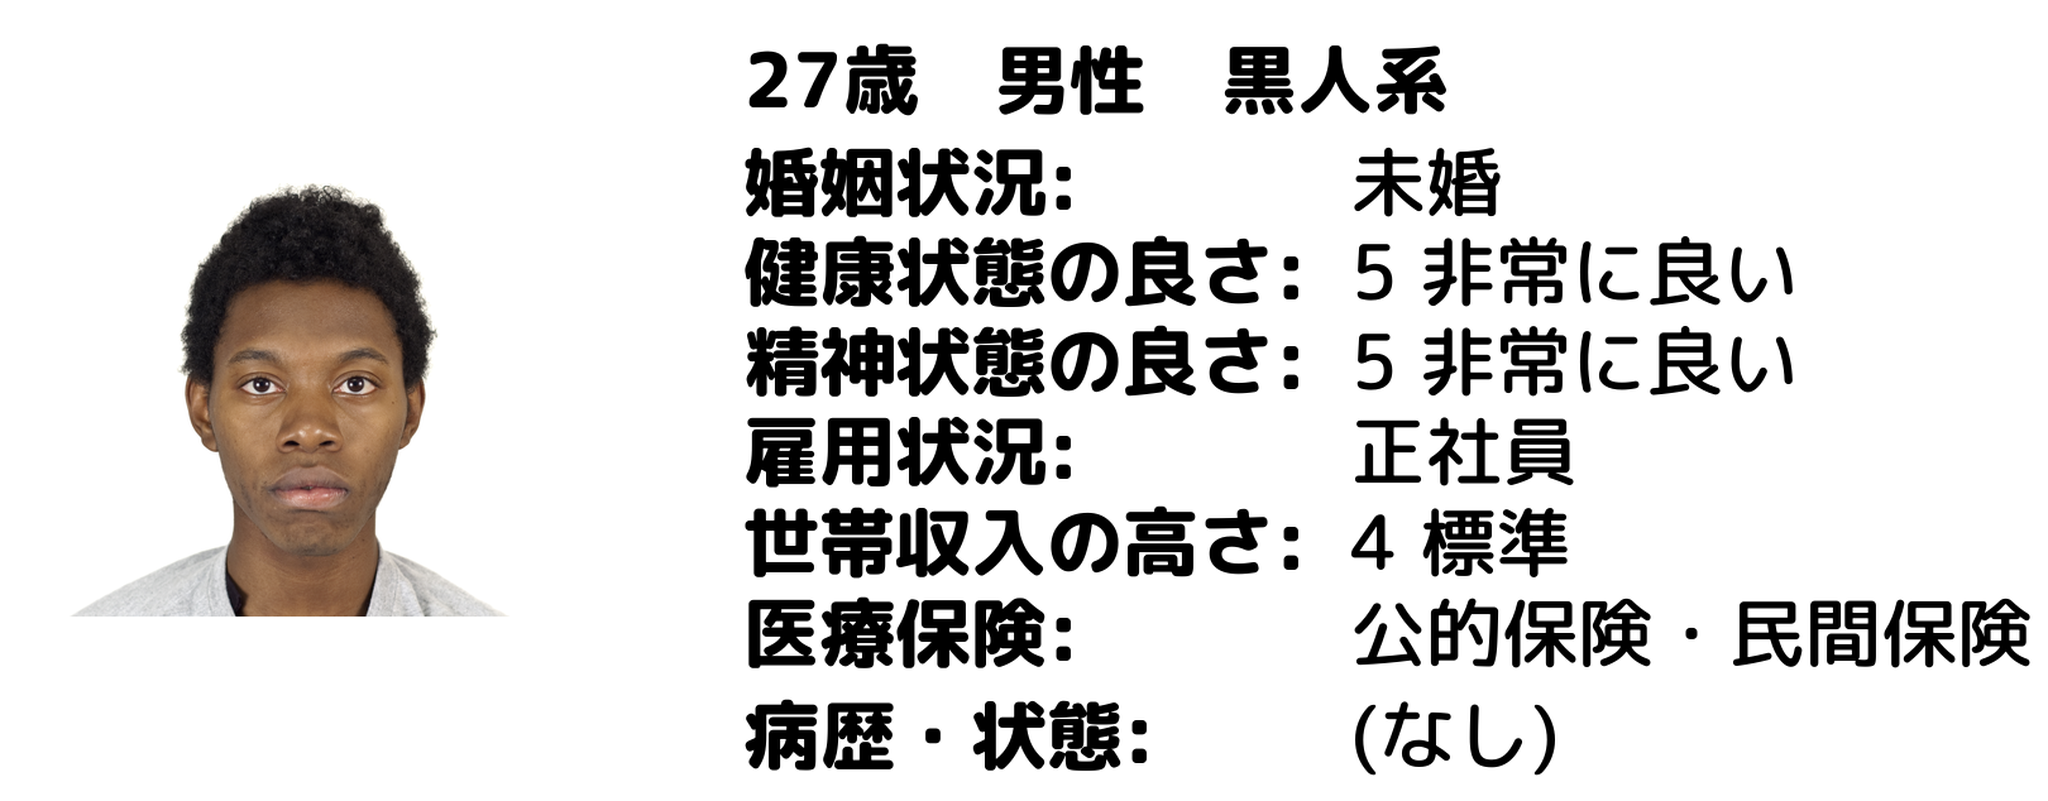 27歳　男性　黒人系
婚姻状況: 未婚
健康状態の良さ: 5 非常に良い
精神状態の良さ: 5 非常に良い
雇用状況: 正社員
世帯収入の高さ: 4 標準
医療保険: 公的保険・民間保険
病歴・状態: (なし)